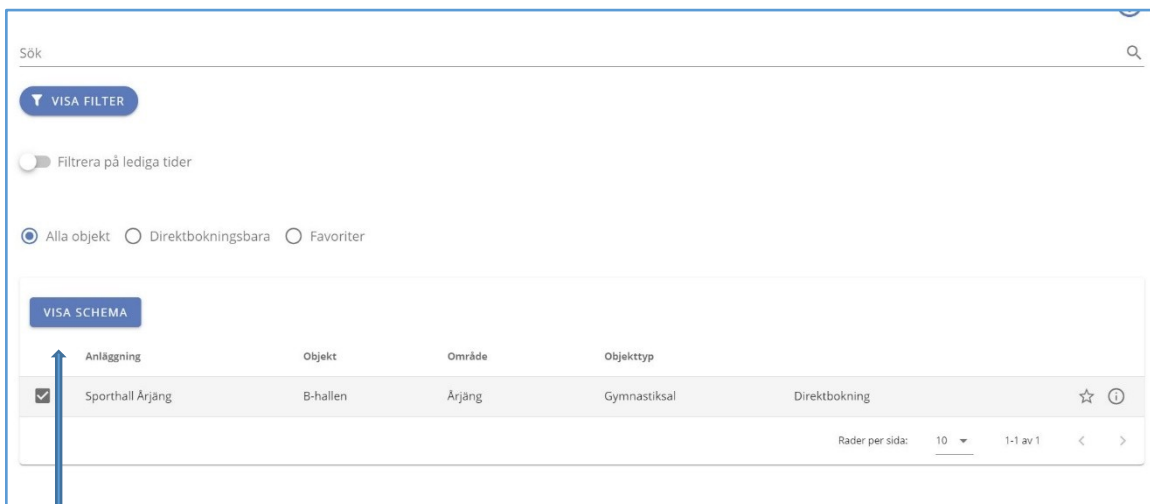 Sök
VISA FILTER
Filtrera på lediga tider
Alla objekt Direktbokningsbara Favoriter
VISA SCHEMA
Anläggning Objekt Område Objekttyp
Sporthall Årjäng B-hallen Årjäng Gymnastiksal Direktbokning
Rader per sida: 10 1-1 av 1